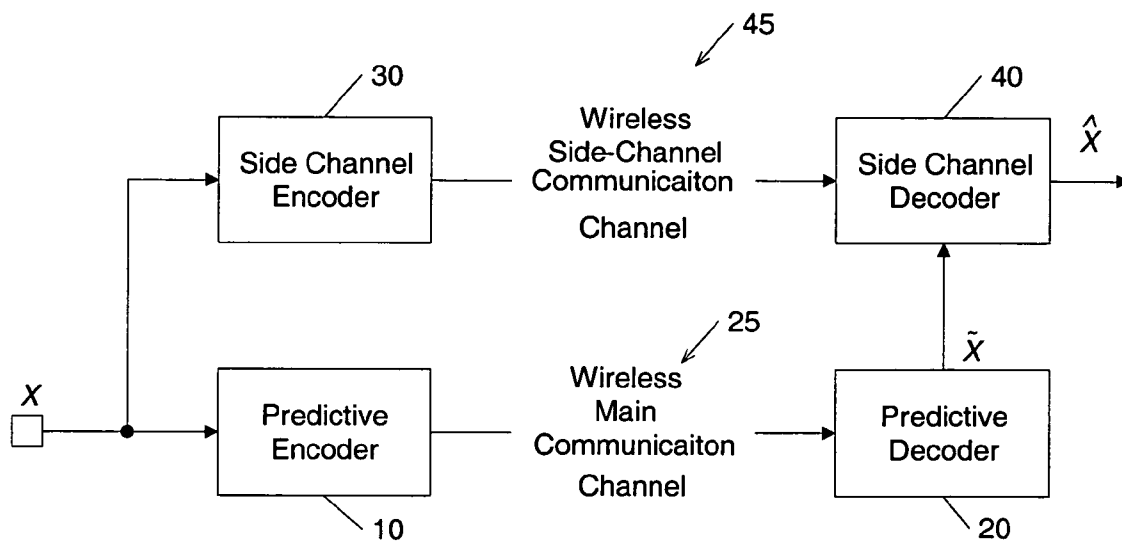 45
30
40
Side Channel
Encoder
Wireless
Side-Channel
Communicaiton
Channel
Side Channel
Decoder
X̂
25
X
Predictive
Encoder
Wireless
Main
Communicaiton
Channel
X̃
Predictive
Decoder
10
20